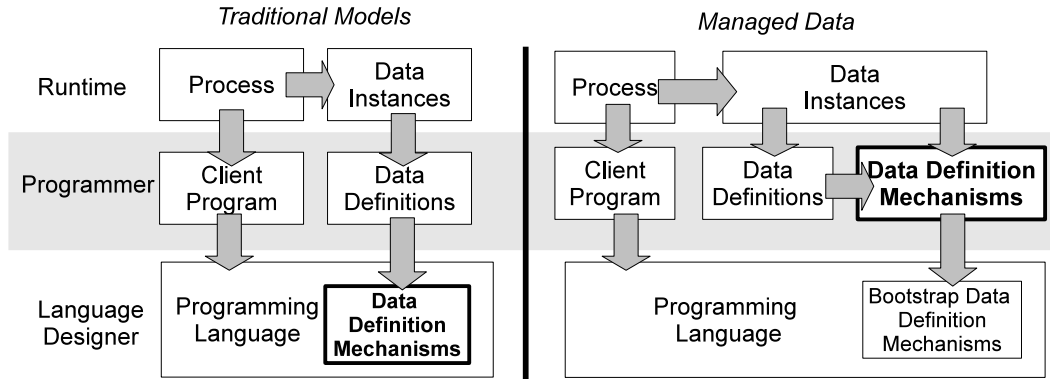 Traditional Models
Managed Data
Runtime
Process
Data
Instances
Process
Data
Instances
Programmer
Client
Program
Data
Definitions
Client
Program
Data
Definitions
Data Definition
Mechanisms
Language
Designer
Programming
Language
Data
Definition
Mechanisms
Programming
Language
Bootstrap Data
Definition
Mechanisms